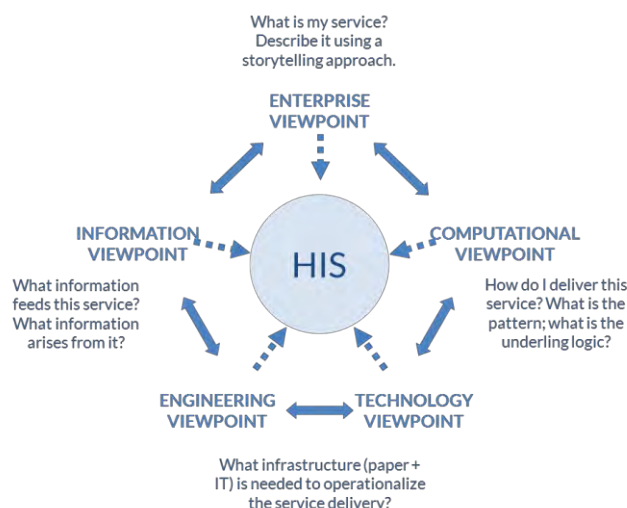 What is my service?
Describe it using a
storytelling approach.
ENTERPRISE
VIEWPOINT
INFORMATION
VIEWPOINT
HIS
COMPUTATIONAL
VIEWPOINT
What information
feeds this service?
What information
arises from it?
How do I deliver this
service? What is the
pattern; what is the
underling logic?
ENGINEERING
VIEWPOINT
TECHNOLOGY
VIEWPOINT
What infrastructure (paper +
IT) is needed to operationalize
the service delivery?